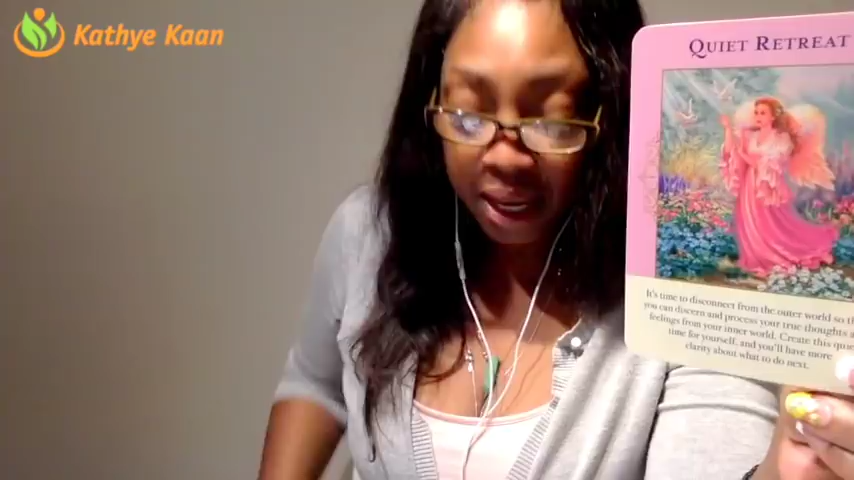 Kathye Kaan
QUIET RETREAT
It's time to disconnect from the outer world so th
you can discern and process your true thoughts a
feelings from your inner world. Create this qu
time for yourself, and you'll have more
clarity about what to do next.